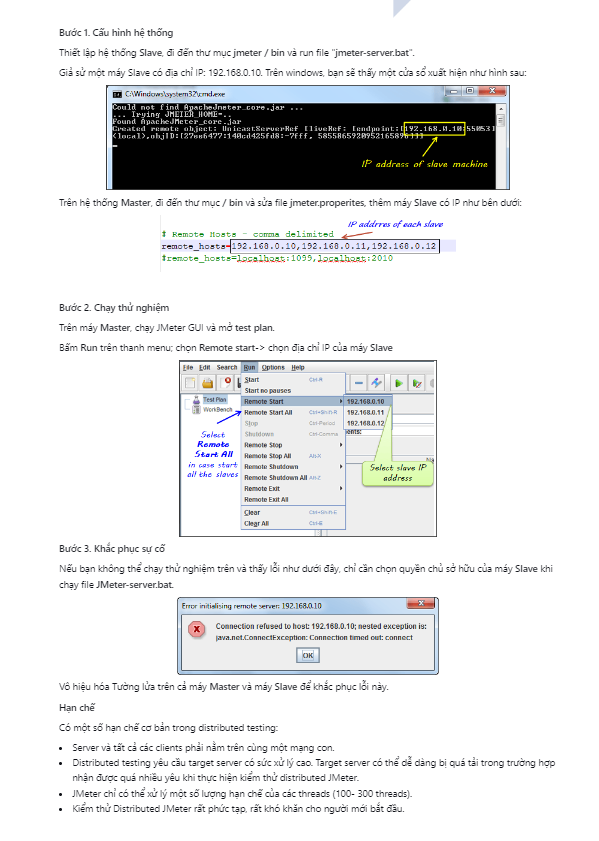 Bước 1. Cấu hình hệ thống
Thiết lập hệ thống Slave, đi đến thư mục jmeter / bin và run file "jmeter-server.bat".
Giả sử một máy Slave có địa chỉ IP: 192.168.0.10. Trên windows, bạn sẽ thấy một cửa sổ xuất hiện như hình sau:
C:\Windows\system32\cmd.exe
Could not find ApacheJmeter_core.jar ...
... Trying JMETER_HOME=..
Found ApacheJMeter_core.jar
Created remote object: UnicastServerRef [liveRef: [endpoint:[192.168.0.10:55053]
(local),objID:[27ea6477:140cd425fd8:-7fff, 5855865920952165896]]]
IP address of slave machine
Trên hệ thống Master, đi đến thư mục / bin và sửa file jmeter.properites, thêm máy Slave có IP như bên dưới:
IP addrres of each slave
# Remote Hosts - comma delimited
remote_hosts=192.168.0.10,192.168.0.11,192.168.0.12
#remote_hosts=localhost:1099,localhost:2010
Bước 2. Chạy thử nghiệm
Trên máy Master, chạy JMeter GUI và mở test plan.
Bấm Run trên thanh menu; chọn Remote start-> chọn địa chỉ IP của máy Slave
File Edit Search Run Options Help
Start Ctrl-R
Start no pauses
Test Plan
Remote Start 192.168.0.10
WorkBench
Remote Start All Ctrl+Shift-R 192.168.0.11
Stop Ctrl-Period 192.168.0.12
Shutdown Ctrl-Comma ents:
Remote Stop
Remote Stop All Alt-X
Remote Shutdown
Remote Shutdown All Alt-Z
Remote Exit
Remote Exit All
Clear Ctrl+Shift-E
Clear All Ctrl-E
Select
Remote
Start All
in case start
all the slaves
Select slave IP
address
Bước 3. Khắc phục sự cố
Nếu bạn không thể chạy thử nghiệm trên và thấy lỗi như dưới đây, chỉ cần chọn quyền chủ sở hữu của máy Slave khi
chạy file JMeter-server.bat.
Error initialising remote server: 192.168.0.10
Connection refused to host: 192.168.0.10; nested exception is:
java.net.ConnectException: Connection timed out: connect
OK
Vô hiệu hóa Tường lửa trên cả máy Master và máy Slave để khắc phục lỗi này.
Hạn chế
Có một số hạn chế cơ bản trong distributed testing:
• Server và tất cả các clients phải nằm trên cùng một mạng con.
• Distributed testing yêu cầu target server có sức xử lý cao. Target server có thể dễ dàng bị quá tải trong trường hợp
nhận được quá nhiều yêu khi thực hiện kiểm thử distributed JMeter.
• JMeter chỉ có thể xử lý một số lượng hạn chế của các threads (100- 300 threads).
• Kiểm thử Distributed JMeter rất phức tạp, rất khó khăn cho người mới bắt đầu.